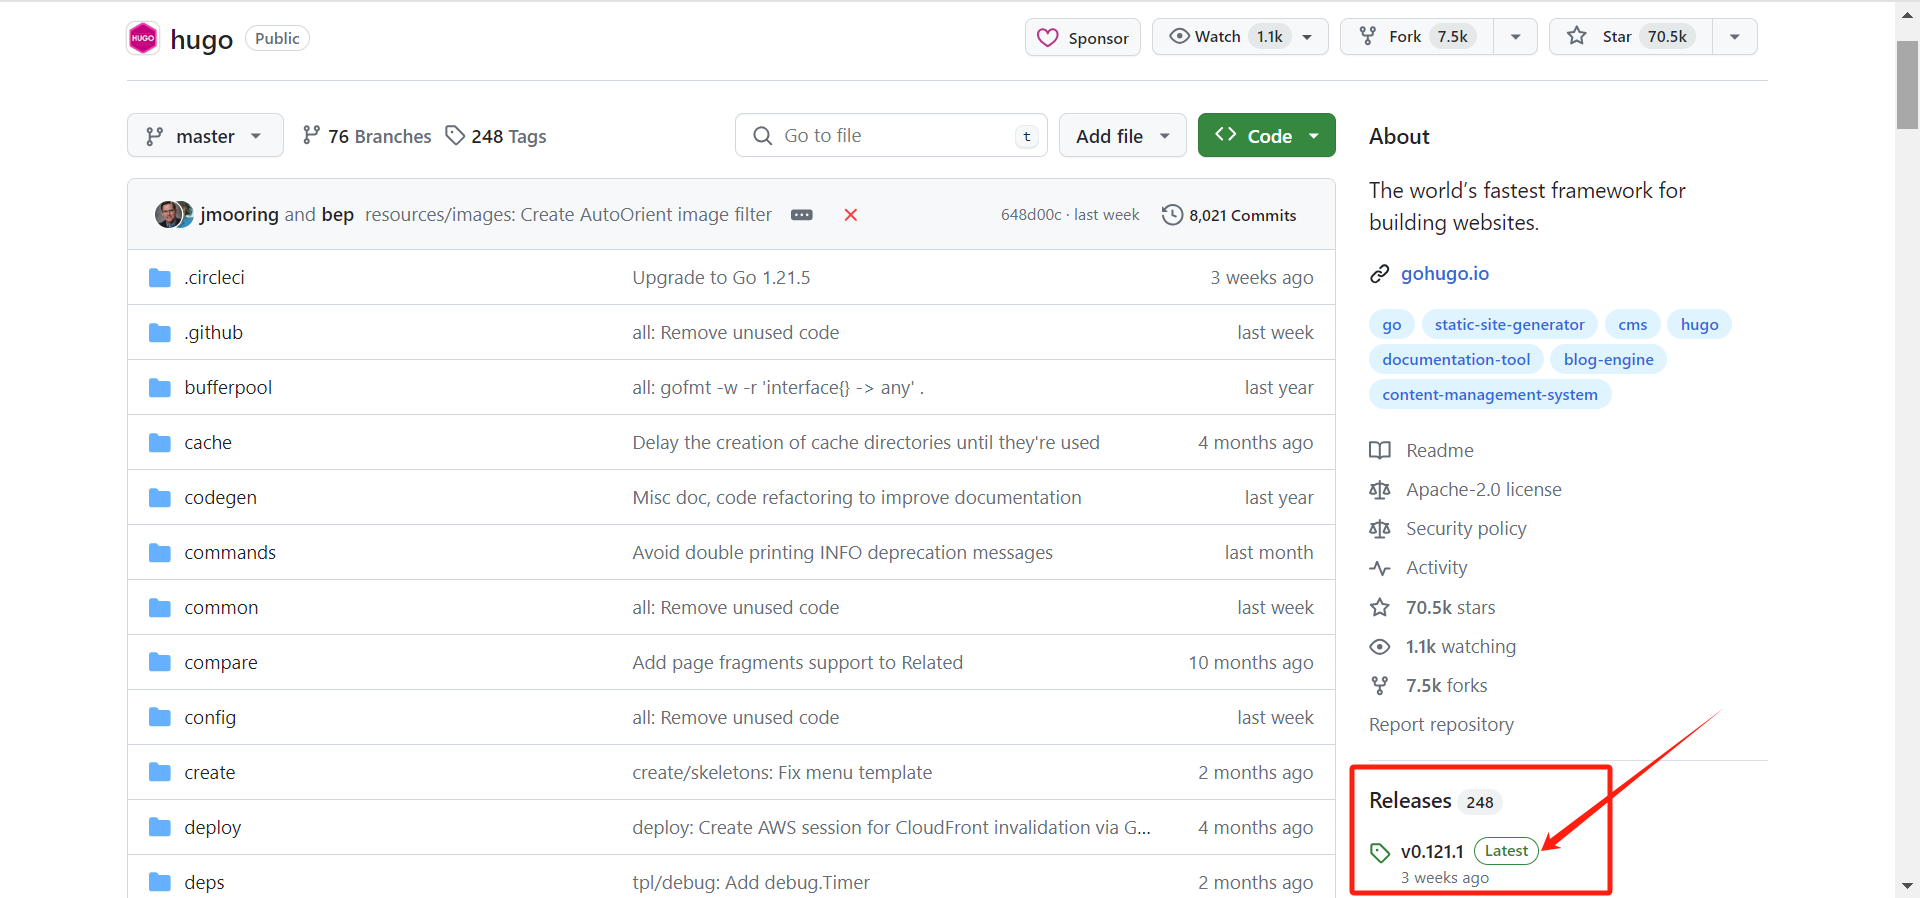 HUGO hugo Public Sponsor Watch 1.1k Fork 7.5k Star 70.5k
master 76 Branches 248 Tags Go to file t Add file Code
jmooring and bep resources/images: Create AutoOrient image filter 648d00c · last week 8,021 Commits
.circleci Upgrade to Go 1.21.5 3 weeks ago
.github all: Remove unused code last week
bufferpool all: gofmt -w -r 'interface{} -> any' . last year
cache Delay the creation of cache directories until they're used 4 months ago
codegen Misc doc, code refactoring to improve documentation last year
commands Avoid double printing INFO deprecation messages last month
common all: Remove unused code last week
compare Add page fragments support to Related 10 months ago
config all: Remove unused code last week
create create/skeletons: Fix menu template 2 months ago
deploy deploy: Create AWS session for CloudFront invalidation via G... 4 months ago
deps tpl/debug: Add debug.Timer 2 months ago
About
The world’s fastest framework for
building websites.
gohugo.io
go static-site-generator cms hugo
documentation-tool blog-engine
content-management-system
Readme
Apache-2.0 license
Security policy
Activity
70.5k stars
1.1k watching
7.5k forks
Report repository
Releases 248
v0.121.1 Latest
3 weeks ago